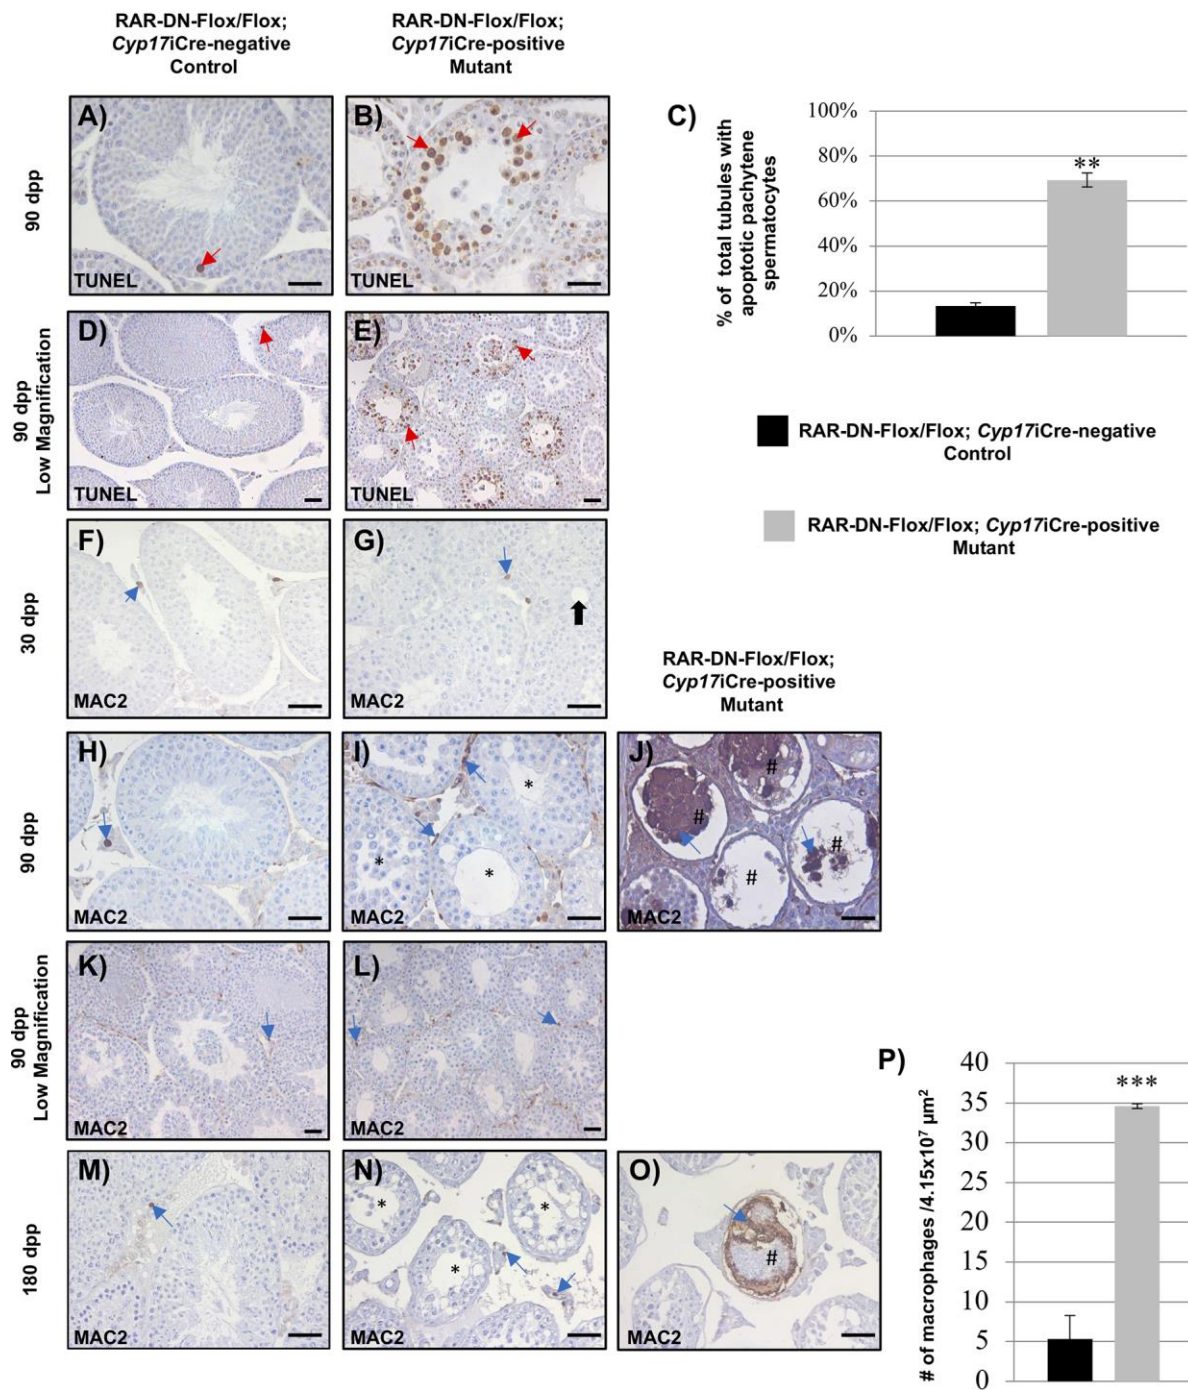 RAR-DN-Flox/Flox;
Cyp17iCre-negative
Control
RAR-DN-Flox/Flox;
Cyp17iCre-positive
Mutant
90 dpp
A)
TUNEL
B)
TUNEL
C)
% of total tubules with
apoptotic pachytene
spermatocytes
100%
80%
60%
40%
20%
0%
**
90 dpp
Low Magnification
D)
TUNEL
E)
TUNEL
RAR-DN-Flox/Flox; Cyp17iCre-negative
Control
RAR-DN-Flox/Flox; Cyp17iCre-positive
Mutant
30 dpp
F)
MAC2
G)
MAC2
RAR-DN-Flox/Flox;
Cyp17iCre-positive
Mutant
90 dpp
H)
MAC2
I)
*
*
*
MAC2
J)
#
#
#
#
90 dpp
Low Magnification
K)
MAC2
L)
MAC2
180 dpp
M)
MAC2
N)
*
*
*
MAC2
O)
#
P)
# of macrophages /4.15x10⁷ µm²
40
35
30
25
20
15
10
5
0
***